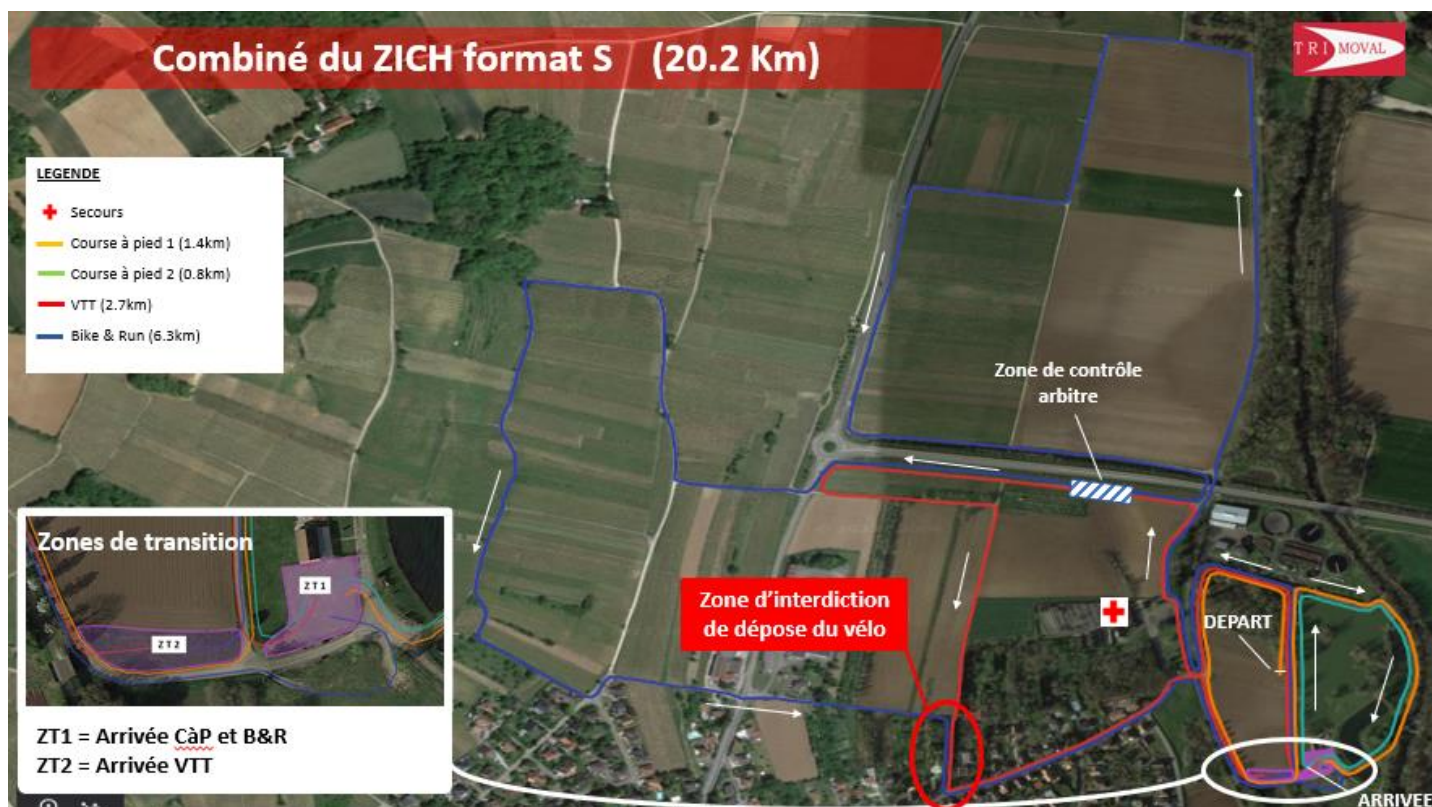 Combiné du ZICH format S (20.2 Km)
TRI MOVAL
LEGENDE
Secours
Course à pied 1 (1.4km)
Course à pied 2 (0.8km)
VTT (2.7km)
Bike & Run (6.3km)
Zone de contrôle
arbitre
Zone d'interdiction
de dépose du vélo
DEPART
Zones de transition
ZT1
ZT2
ZT1 = Arrivée CàP et B&R
ZT2 = Arrivée VTT
ARRIVEE